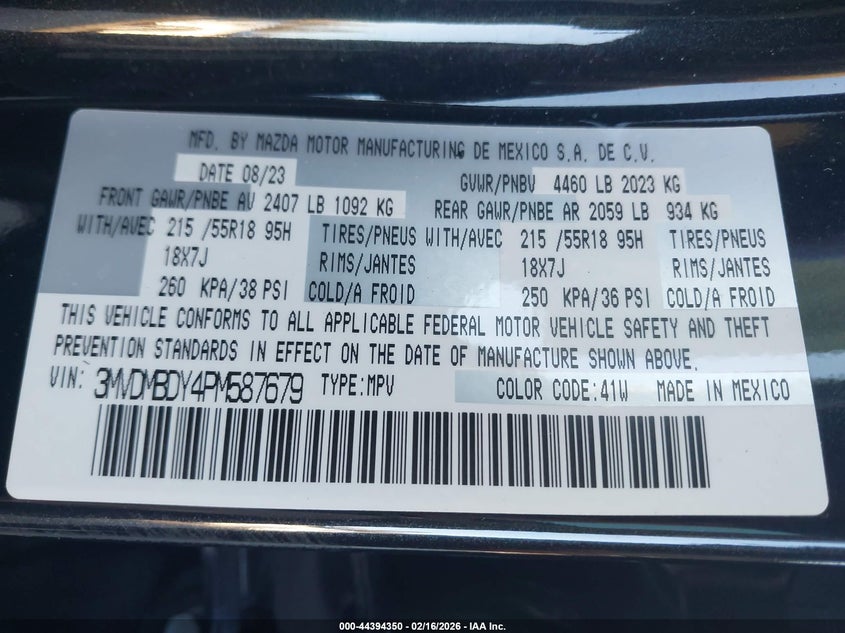 MFD. BY MAZDA MOTOR MANUFACTURING DE MEXICO S.A. DE C.V.
DATE 08/23 GVWR/PNBV 4460 LB 2023 KG
FRONT GAWR/PNBE AV 2407 LB 1092 KG REAR GAWR/PNBE AR 2059 LB 934 KG
WITH/AVEC 215 /55R18 95H TIRES/PNEUS WITH/AVEC 215 /55R18 95H TIRES/PNEUS
18X7J RIMS/JANTES 18X7J RIMS/JANTES
260 KPA/38 PSI COLD/A FROID 250 KPA/36 PSI COLD/A FROID
THIS VEHICLE CONFORMS TO ALL APPLICABLE FEDERAL MOTOR VEHICLE SAFETY AND THEFT
PREVENTION STANDARDS IN EFFECT ON THE DATE OF MANUFACTURE SHOWN ABOVE.
VIN: 3MVDMBDY4PM587679 TYPE:MPV COLOR CODE:41W MADE IN MEXICO
000-44394350 - 02/16/2026 - IAA Inc.